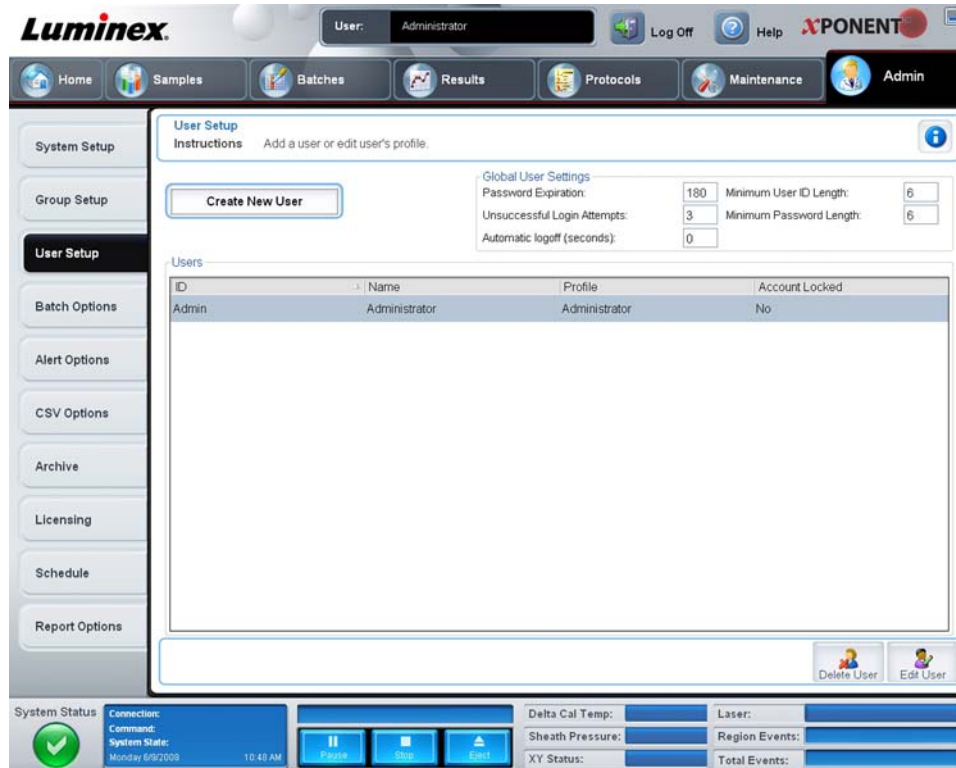 Luminex.
User: Administrator
Log Off
Help
xPONENT
Home
Samples
Batches
Results
Protocols
Maintenance
Admin
System Setup
Group Setup
User Setup
Batch Options
Alert Options
CSV Options
Archive
Licensing
Schedule
Report Options
User Setup
Instructions Add a user or edit user's profile.
Create New User
Global User Settings
Password Expiration: 180 Minimum User ID Length: 6
Unsuccessful Login Attempts: 3 Minimum Password Length: 6
Automatic logoff (seconds): 0
Users
ID Name Profile Account Locked
Admin Administrator Administrator No
Delete User
Edit User
System Status
Connection:
Command:
System State:
Monday 6/9/2008 10:48 AM
Pause
Stop
Eject
Delta Cal Temp:
Sheath Pressure:
XY Status:
Laser:
Region Events:
Total Events: